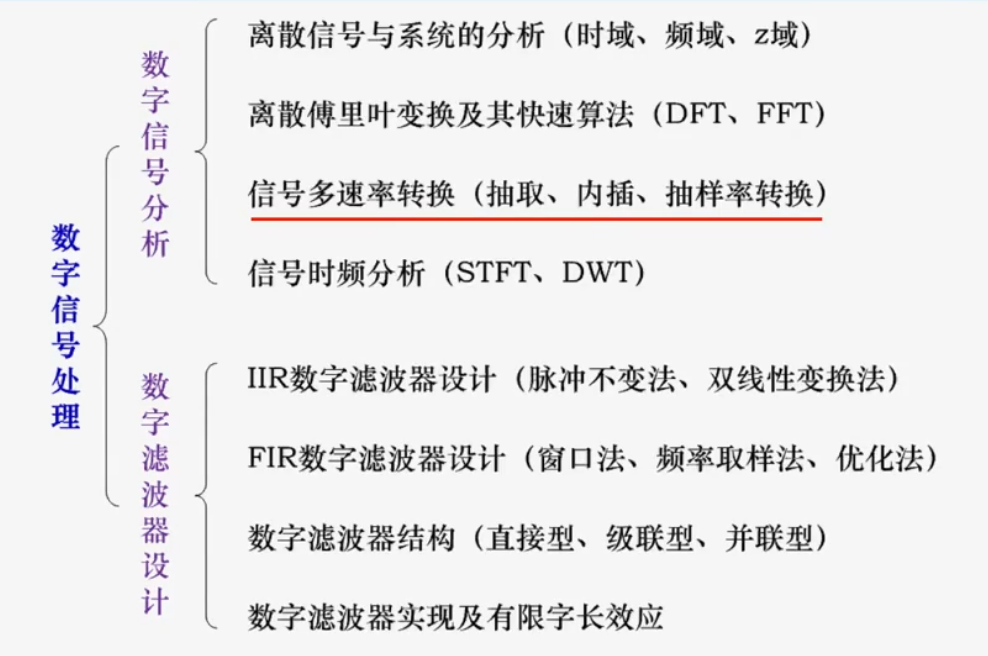 数字信号处理
数字信号分析
离散信号与系统的分析（时域、频域、z域）
离散傅里叶变换及其快速算法（DFT、FFT）
信号多速率转换（抽取、内插、抽样率转换）
信号时频分析（STFT、DWT）
数字滤波器设计
IIR数字滤波器设计（脉冲不变法、双线性变换法）
FIR数字滤波器设计（窗口法、频率取样法、优化法）
数字滤波器结构（直接型、级联型、并联型）
数字滤波器实现及有限字长效应